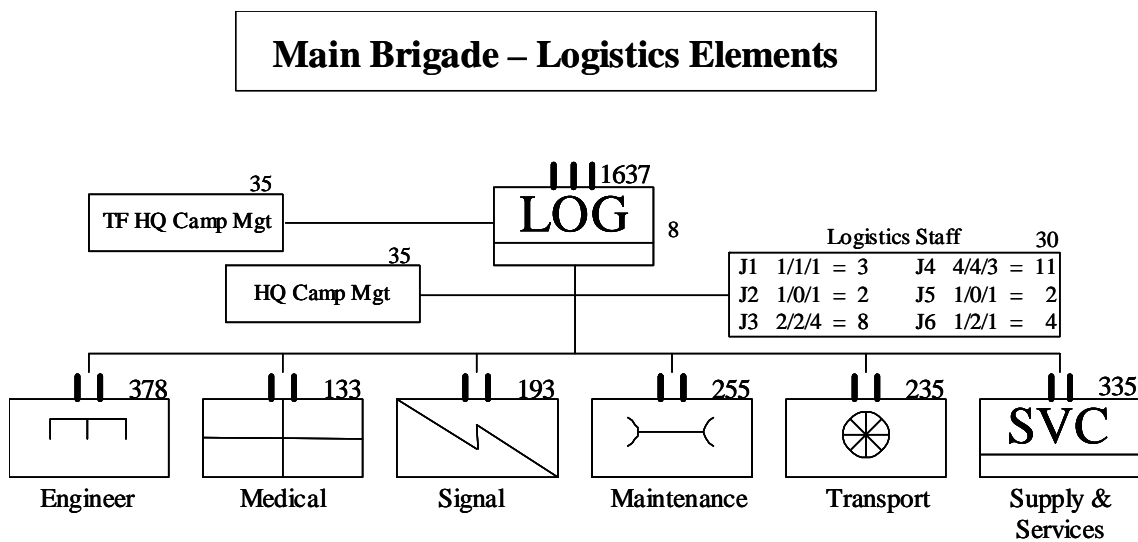 Main Brigade – Logistics Elements
1637
35
LOG
TF HQ Camp Mgt
8
Logistics Staff 30
35
J1 1/1/1 = 3 J4 4/4/3 = 11
HQ Camp Mgt
J2 1/0/1 = 2 J5 1/0/1 = 2
J3 2/2/4 = 8 J6 1/2/1 = 4
378 133 193 255 235 335
SVC
Engineer Medical Signal Maintenance Transport Supply &
Services